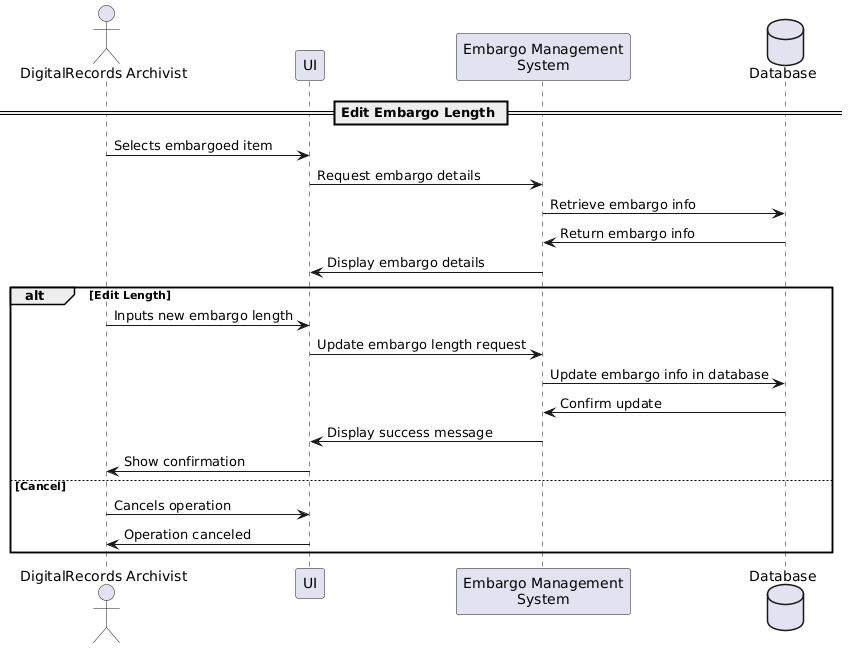 DigitalRecords Archivist
UI
Embargo Management
System
Database
Edit Embargo Length
Selects embargoed item
Request embargo details
Retrieve embargo info
Return embargo info
Display embargo details
alt
[Edit Length]
Inputs new embargo length
Update embargo length request
Update embargo info in database
Confirm update
Display success message
Show confirmation
[Cancel]
Cancels operation
Operation canceled
DigitalRecords Archivist
UI
Embargo Management
System
Database